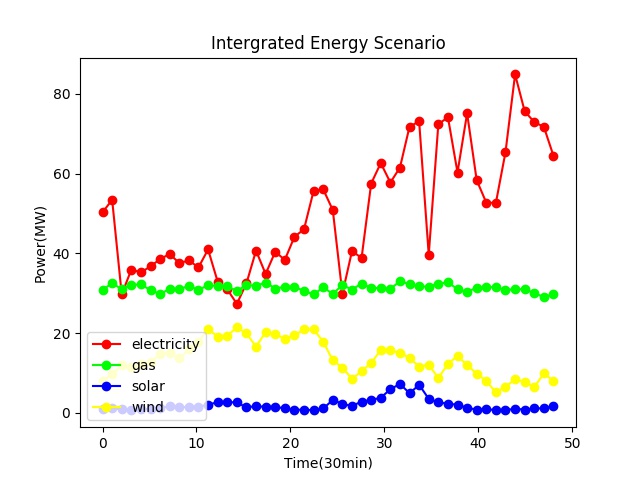 Intergrated Energy Scenario
Power(MW)
80
60
40
20
0
electricity
gas
solar
wind
0 10 20 30 40 50
Time(30min)